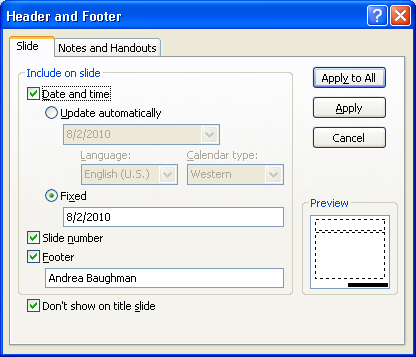 Header and Footer
Slide
Notes and Handouts
Include on slide
Date and time
Update automatically
8/2/2010
Language:
Calendar type:
English (U.S.)
Western
Fixed
8/2/2010
Slide number
Footer
Andrea Baughman
Don't show on title slide
Apply to All
Apply
Cancel
Preview